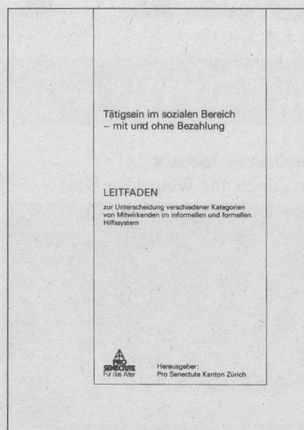 Tätigsein im sozialen Bereich
– mit und ohne Bezahlung
LEITFADEN
zur Unterscheidung verschiedener Kategorien
von Mitwirkenden im informellen und formellen
Hilfssystem
PRO
SENECTUTE
Für das Alter
Herausgeber:
Pro Senectute Kanton Zürich